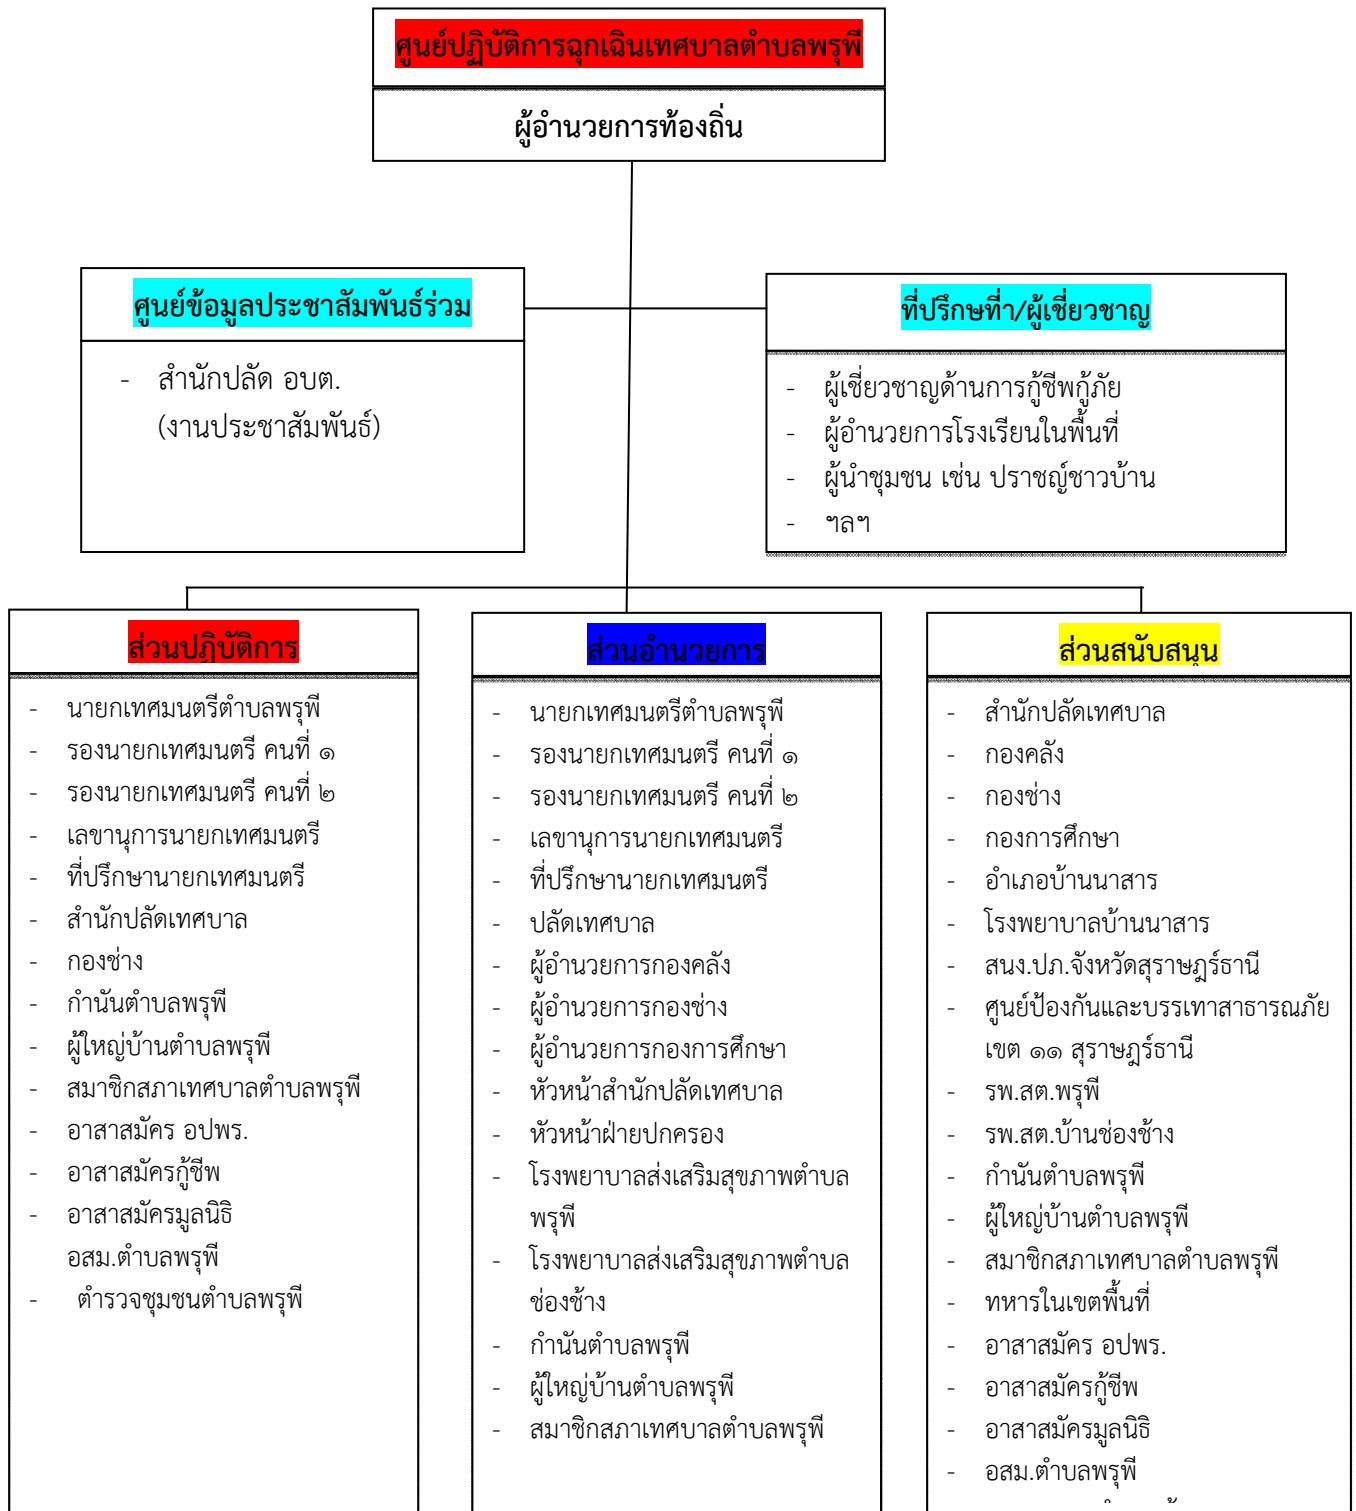 ศูนย์ปฏิบัติการฉุกเฉินเทศบาลตำบลพรุพี
ผู้อำนวยการท้องถิ่น
ศูนย์ข้อมูลประชาสัมพันธ์ร่วม
- สำนักปลัด อบต.
(งานประชาสัมพันธ์)
ที่ปรึกษที่า/ผู้เชี่ยวชาญ
- ผู้เชี่ยวชาญด้านการกู้ชีพกู้ภัย
- ผู้อำนวยการโรงเรียนในพื้นที่
- ผู้นำชุมชน เช่น ปราชญ์ชาวบ้าน
- ฯลฯ
ส่วนปฏิบัติการ
- นายกเทศมนตรีตำบลพรุพี
- รองนายกเทศมนตรี คนที่ ๑
- รองนายกเทศมนตรี คนที่ ๒
- เลขานุการนายกเทศมนตรี
- ที่ปรึกษานายกเทศมนตรี
- สำนักปลัดเทศบาล
- กองช่าง
- กำนันตำบลพรุพี
- ผู้ใหญ่บ้านตำบลพรุพี
- สมาชิกสภาเทศบาลตำบลพรุพี
- อาสาสมัคร อปพร.
- อาสาสมัครกู้ชีพ
- อาสาสมัครมูลนิธิ
อสม.ตำบลพรุพี
- ตำรวจชุมชนตำบลพรุพี
ส่วนอำนวยการ
- นายกเทศมนตรีตำบลพรุพี
- รองนายกเทศมนตรี คนที่ ๑
- รองนายกเทศมนตรี คนที่ ๒
- เลขานุการนายกเทศมนตรี
- ที่ปรึกษานายกเทศมนตรี
- ปลัดเทศบาล
- ผู้อำนวยการกองคลัง
- ผู้อำนวยการกองช่าง
- ผู้อำนวยการกองการศึกษา
- หัวหน้าสำนักปลัดเทศบาล
- หัวหน้าฝ่ายปกครอง
- โรงพยาบาลส่งเสริมสุขภาพตำบล
พรุพี
- โรงพยาบาลส่งเสริมสุขภาพตำบล
ช่องช้าง
- กำนันตำบลพรุพี
- ผู้ใหญ่บ้านตำบลพรุพี
- สมาชิกสภาเทศบาลตำบลพรุพี
ส่วนสนับสนุน
- สำนักปลัดเทศบาล
- กองคลัง
- กองช่าง
- กองการศึกษา
- อำเภอบ้านนาสาร
- โรงพยาบาลบ้านนาสาร
- สนง.ปภ.จังหวัดสุราษฎร์ธานี
- ศูนย์ป้องกันและบรรเทาสาธารณภัย
เขต ๑๑ สุราษฎร์ธานี
- รพ.สต.พรุพี
- รพ.สต.บ้านช่องช้าง
- กำนันตำบลพรุพี
- ผู้ใหญ่บ้านตำบลพรุพี
- สมาชิกสภาเทศบาลตำบลพรุพี
- ทหารในเขตพื้นที่
- อาสาสมัคร อปพร.
- อาสาสมัครกู้ชีพ
- อาสาสมัครมูลนิธิ
- อสม.ตำบลพรุพี